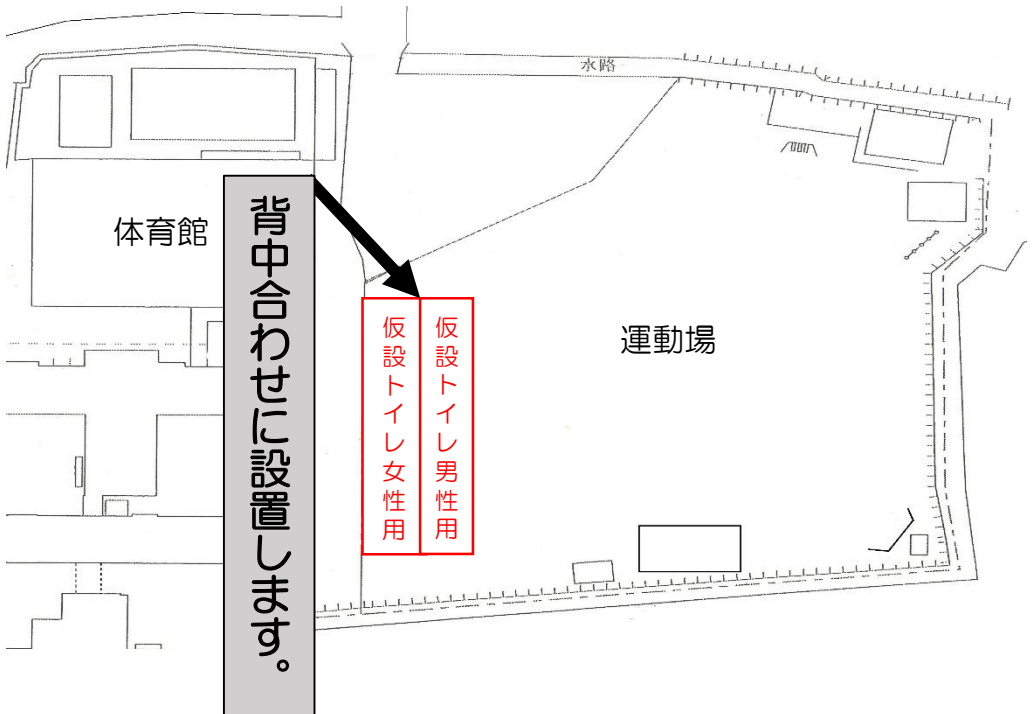 水路
体育館
背中合わせに設置します。
仮設トイレ女性用
仮設トイレ男性用
運動場